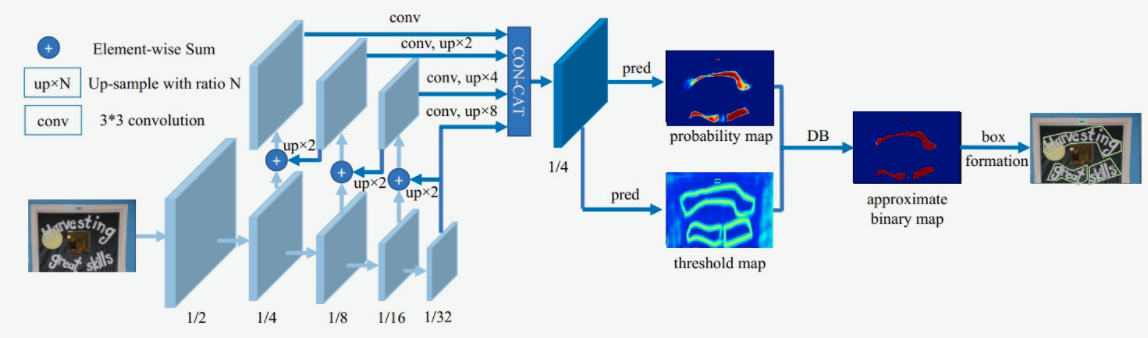 Element-wise Sum
up×N Up-sample with ratio N
conv 3*3 convolution
conv
conv, up×2
conv, up×4
conv, up×8
CON-CAT
up×2
up×2
up×2
1/2
1/4
1/8
1/16
1/32
1/4
pred
probability map
pred
threshold map
DB
approximate
binary map
box
formation
Harvesting
great skills
Harvesting
great skills